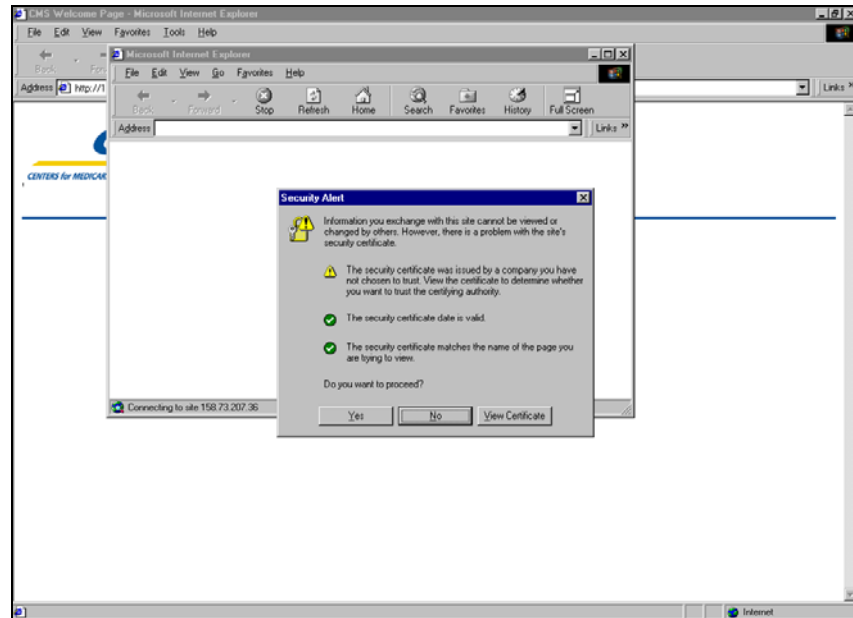 CMS Welcome Page - Microsoft Internet Explorer
File Edit View Favorites Tools Help
Back
Address http://1
Links »
CENTERS for MEDICAR
Microsoft Internet Explorer
File Edit View Go Favorites Help
Back Forward Stop Refresh Home Search Favorites History Full Screen
Address Links »
Security Alert
Information you exchange with this site cannot be viewed or
changed by others. However, there is a problem with the site's
security certificate.
The security certificate was issued by a company you have
not chosen to trust. View the certificate to determine whether
you want to trust the certifying authority.
The security certificate date is valid.
The security certificate matches the name of the page you
are trying to view.
Do you want to proceed?
Yes No View Certificate
Connecting to site 158.73.207.36
Internet